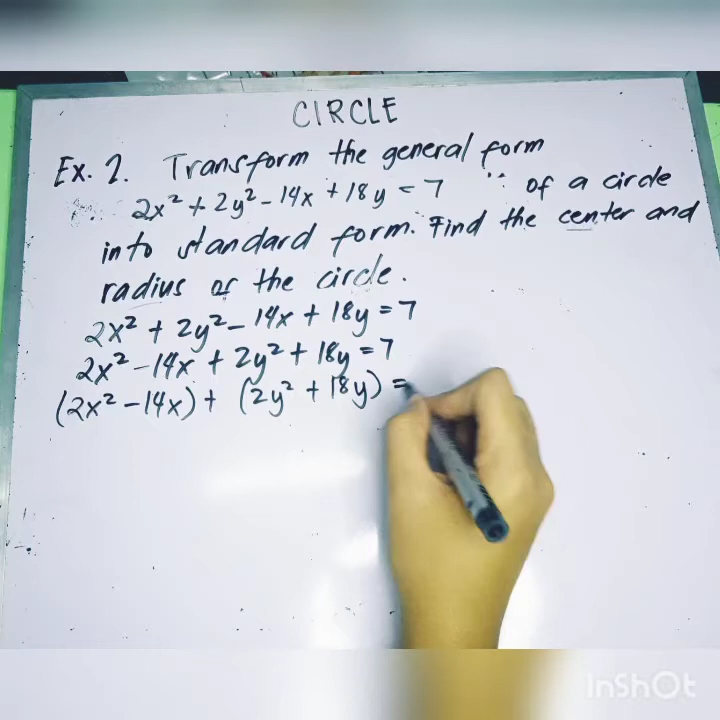 CIRCLE
Ex. 2. Transform the general form
2x² + 2y² - 14x + 18y = 7 of a circle
into standard form. Find the center and
radius of the circle.
2x² + 2y² - 14x + 18y = 7
2x² - 14x + 2y² + 18y = 7
(2x² - 14x) + (2y² + 18y) =
InShOt